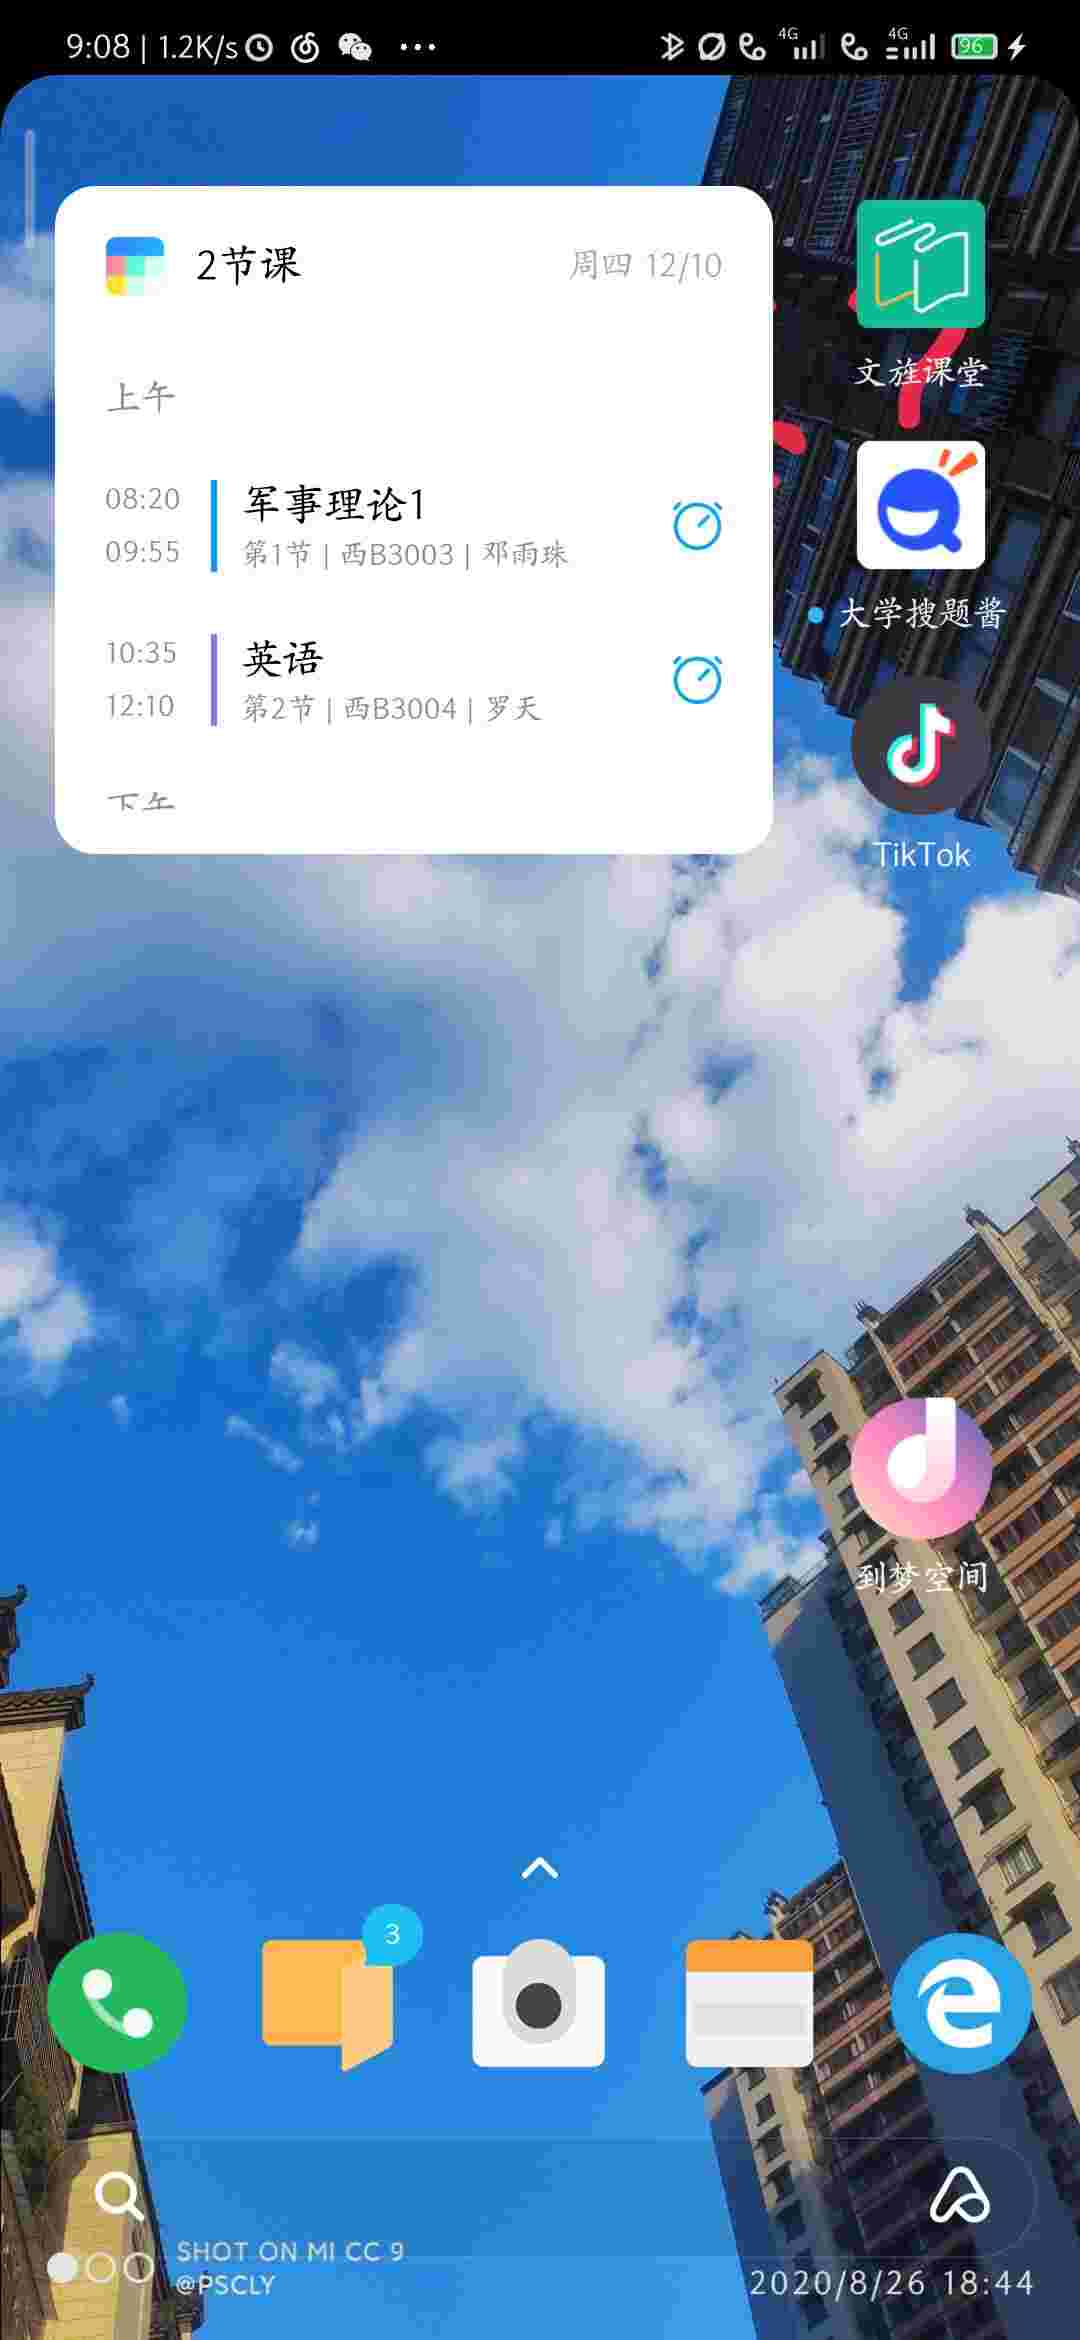 9:08 | 1.2K/s
4G
4G
96
2节课
周四 12/10
上午
08:20
军事理论1
09:55
第1节 | 西B3003 | 邓雨珠
10:35
英语
12:10
第2节 | 西B3004 | 罗天
下午
文旌课堂
大学搜题酱
TikTok
到梦空间
3
SHOT ON MI CC 9
@PSCLY
2020/8/26 18:44